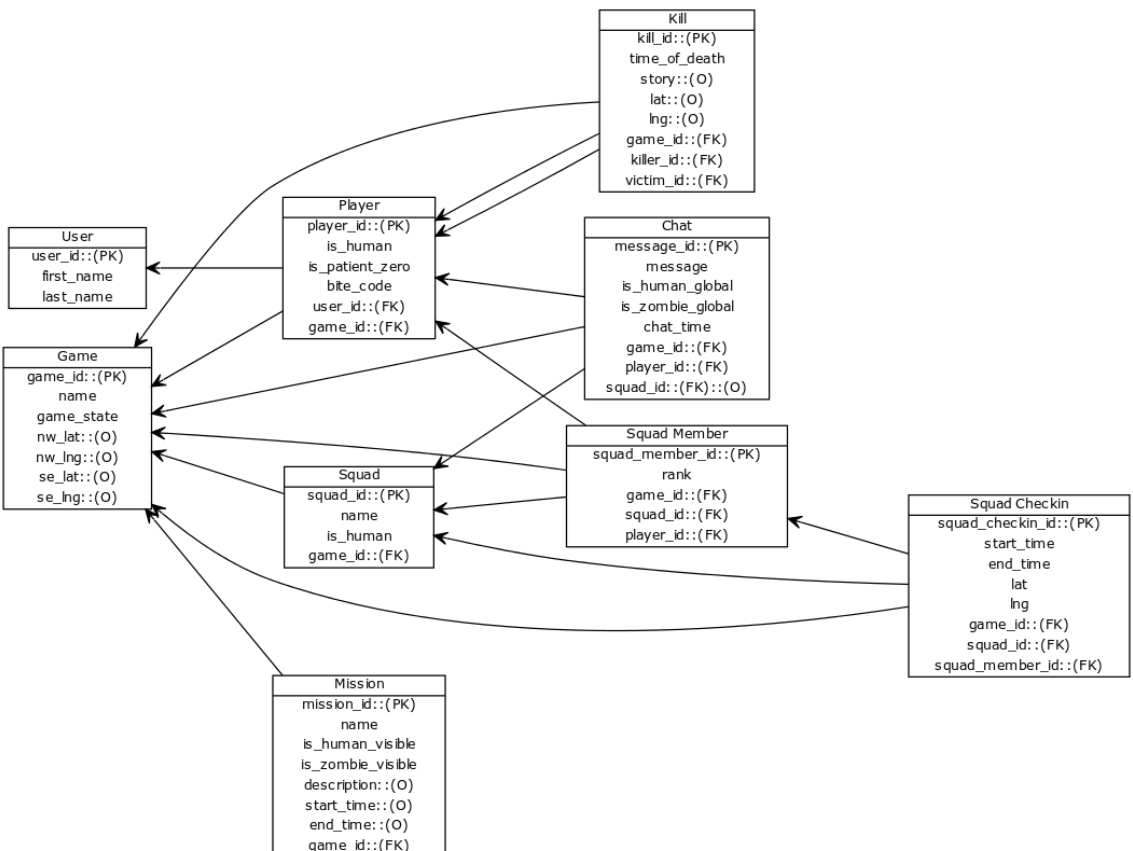 Kill
kill_id::(PK)
time_of_death
story::(O)
lat::(O)
lng::(O)
game_id::(FK)
killer_id::(FK)
victim_id::(FK)
Player
player_id::(PK)
is_human
is_patient_zero
bite_code
user_id::(FK)
game_id::(FK)
User
user_id::(PK)
first_name
last_name
Chat
message_id::(PK)
message
is_human_global
is_zombie_global
chat_time
game_id::(FK)
player_id::(FK)
squad_id::(FK)::(O)
Game
game_id::(PK)
name
game_state
nw_lat::(O)
nw_lng::(O)
se_lat::(O)
se_lng::(O)
Squad Member
squad_member_id::(PK)
rank
game_id::(FK)
squad_id::(FK)
player_id::(FK)
Squad
squad_id::(PK)
name
is_human
game_id::(FK)
Squad Checkin
squad_checkin_id::(PK)
start_time
end_time
lat
lng
game_id::(FK)
squad_id::(FK)
squad_member_id::(FK)
Mission
mission_id::(PK)
name
is_human_visible
is_zombie_visible
description::(O)
start_time::(O)
end_time::(O)
game_id::(FK)